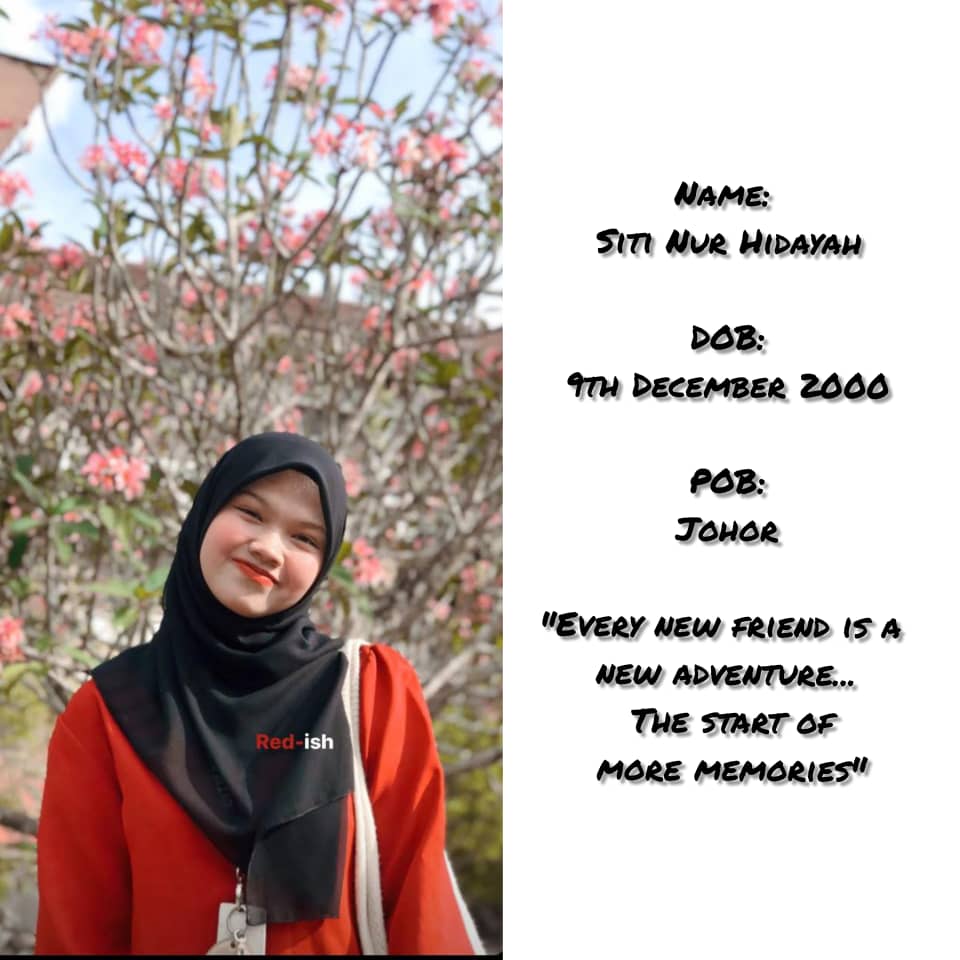 Red-ish
Name:
Siti Nur Hidayah
DOB:
9th December 2000
POB:
Johor
"Every new friend is a
new adventure...
The start of
more memories"